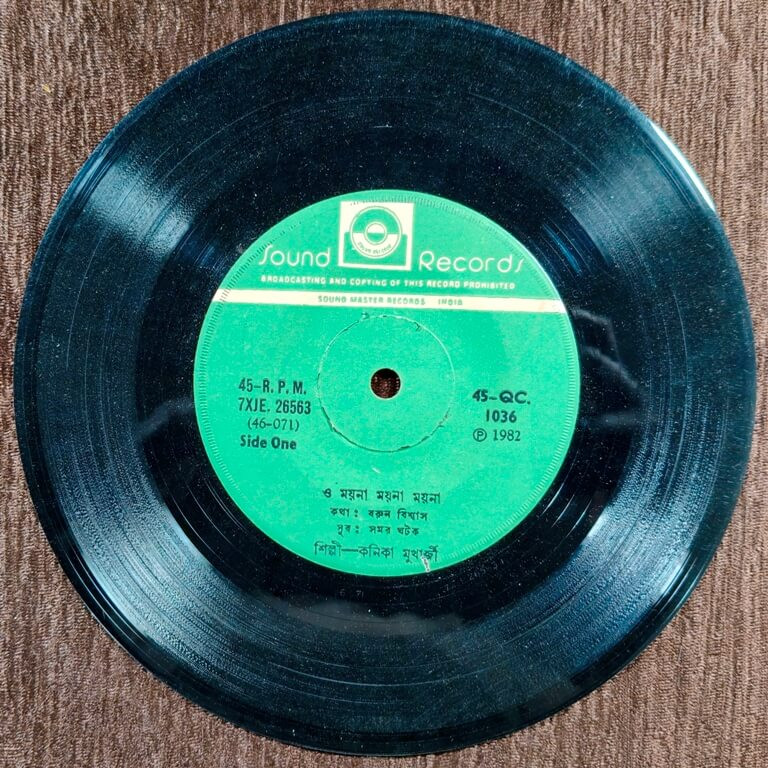 Sound Records
BROADCASTING AND COPYING OF THIS RECORD PROHIBITED
SOUND MASTER RECORDS INDIA
45-R. P. M.
7XJE. 26563
(46-071)
Side One
45-QC.
1036
Ⓟ 1982
ও ময়না ময়না ময়না
কথা : বরুন বিশ্বাস
সুর : সমর ঘটক
শিল্পী—কনিকা মুখার্জ্জী